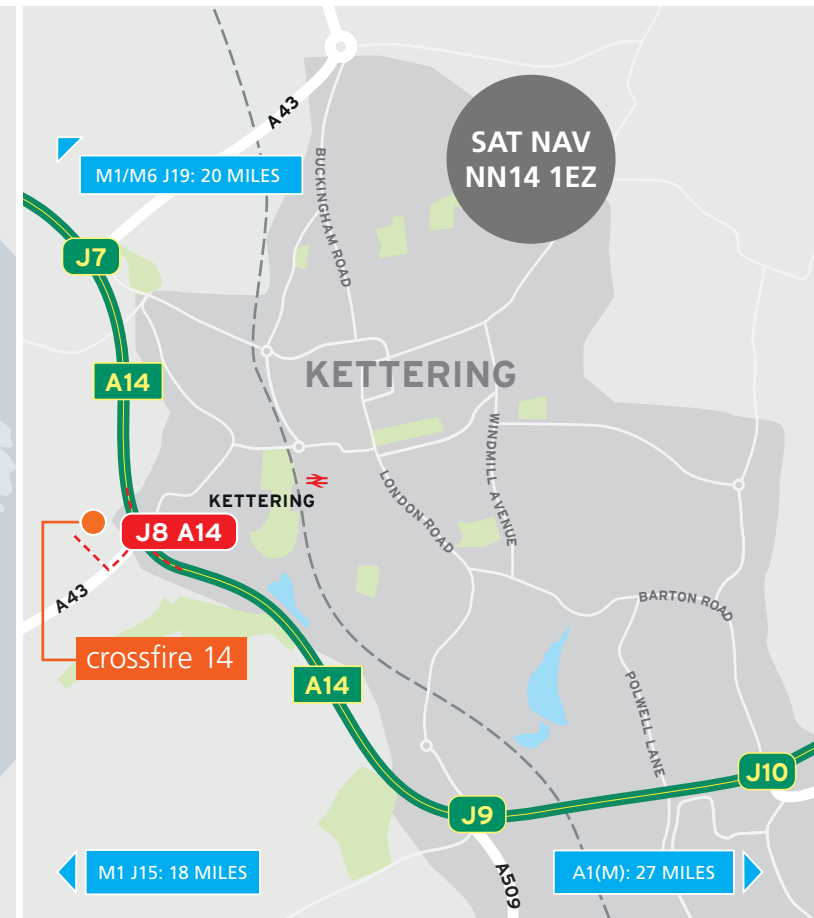 A43
SAT NAV
NN14 1EZ
M1/M6 J19: 20 MILES
BUCKINGHAM ROAD
J7
KETTERING
A14
WINDMILL AVENUE
KETTERING
LONDON ROAD
J8 A14
A43
BARTON ROAD
crossfire 14
A14
POLWELL LANE
J10
J9
M1 J15: 18 MILES
A509
A1(M): 27 MILES